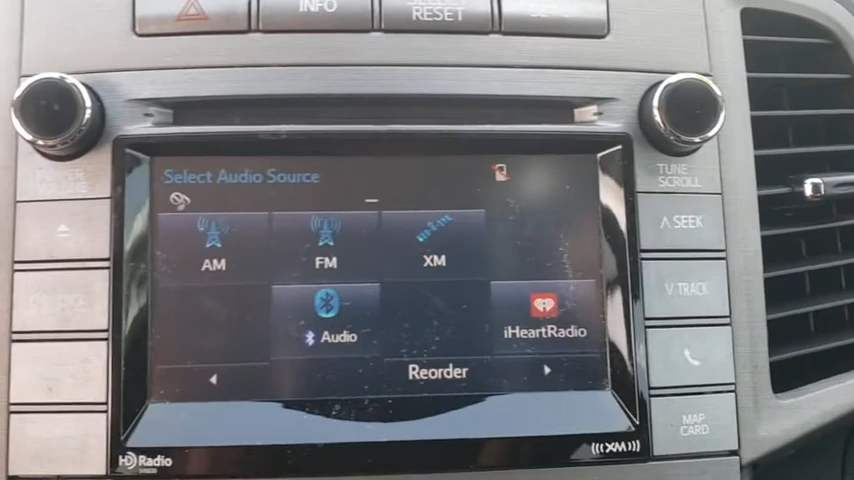 INFO
RESET
Select Audio Source
TUNE
SCROLL
AM
FM
XM
∧ SEEK
∨ TRACK
Audio
iHeartRadio
Reorder
MAP
CARD
HD Radio
((( XM )))